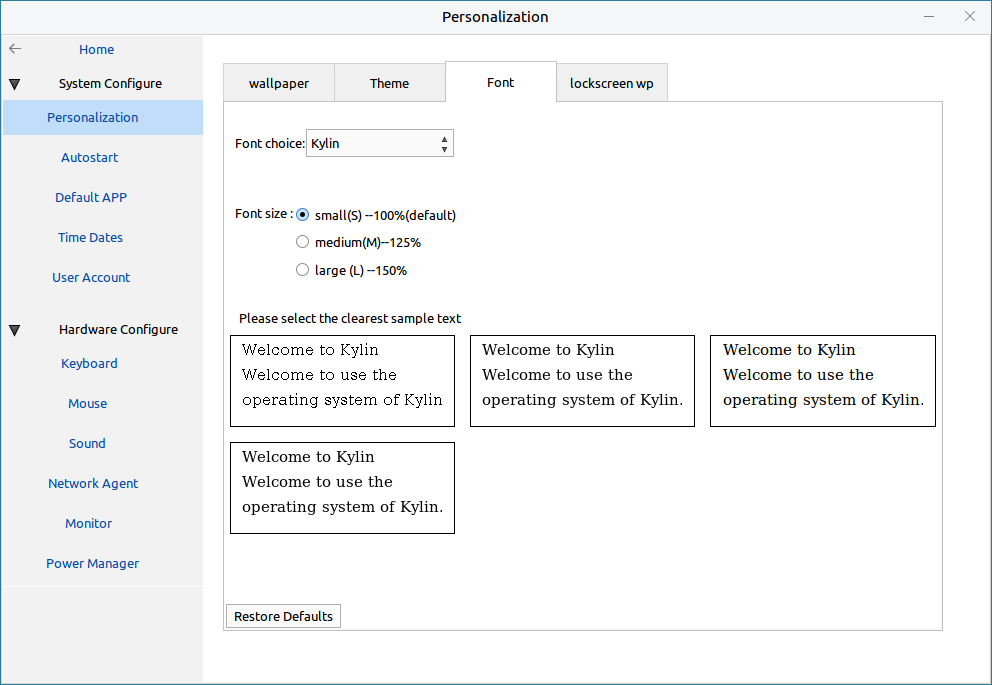 Personalization
Home
System Configure
Personalization
Autostart
Default APP
Time Dates
User Account
Hardware Configure
Keyboard
Mouse
Sound
Network Agent
Monitor
Power Manager
wallpaper
Theme
Font
lockscreen wp
Font choice:
Kylin
Font size :
small(S) --100%(default)
medium(M)--125%
large (L) --150%
Please select the clearest sample text
Welcome to Kylin
Welcome to use the
operating system of Kylin
Welcome to Kylin
Welcome to use the
operating system of Kylin.
Welcome to Kylin
Welcome to use the
operating system of Kylin.
Welcome to Kylin
Welcome to use the
operating system of Kylin.
Restore Defaults